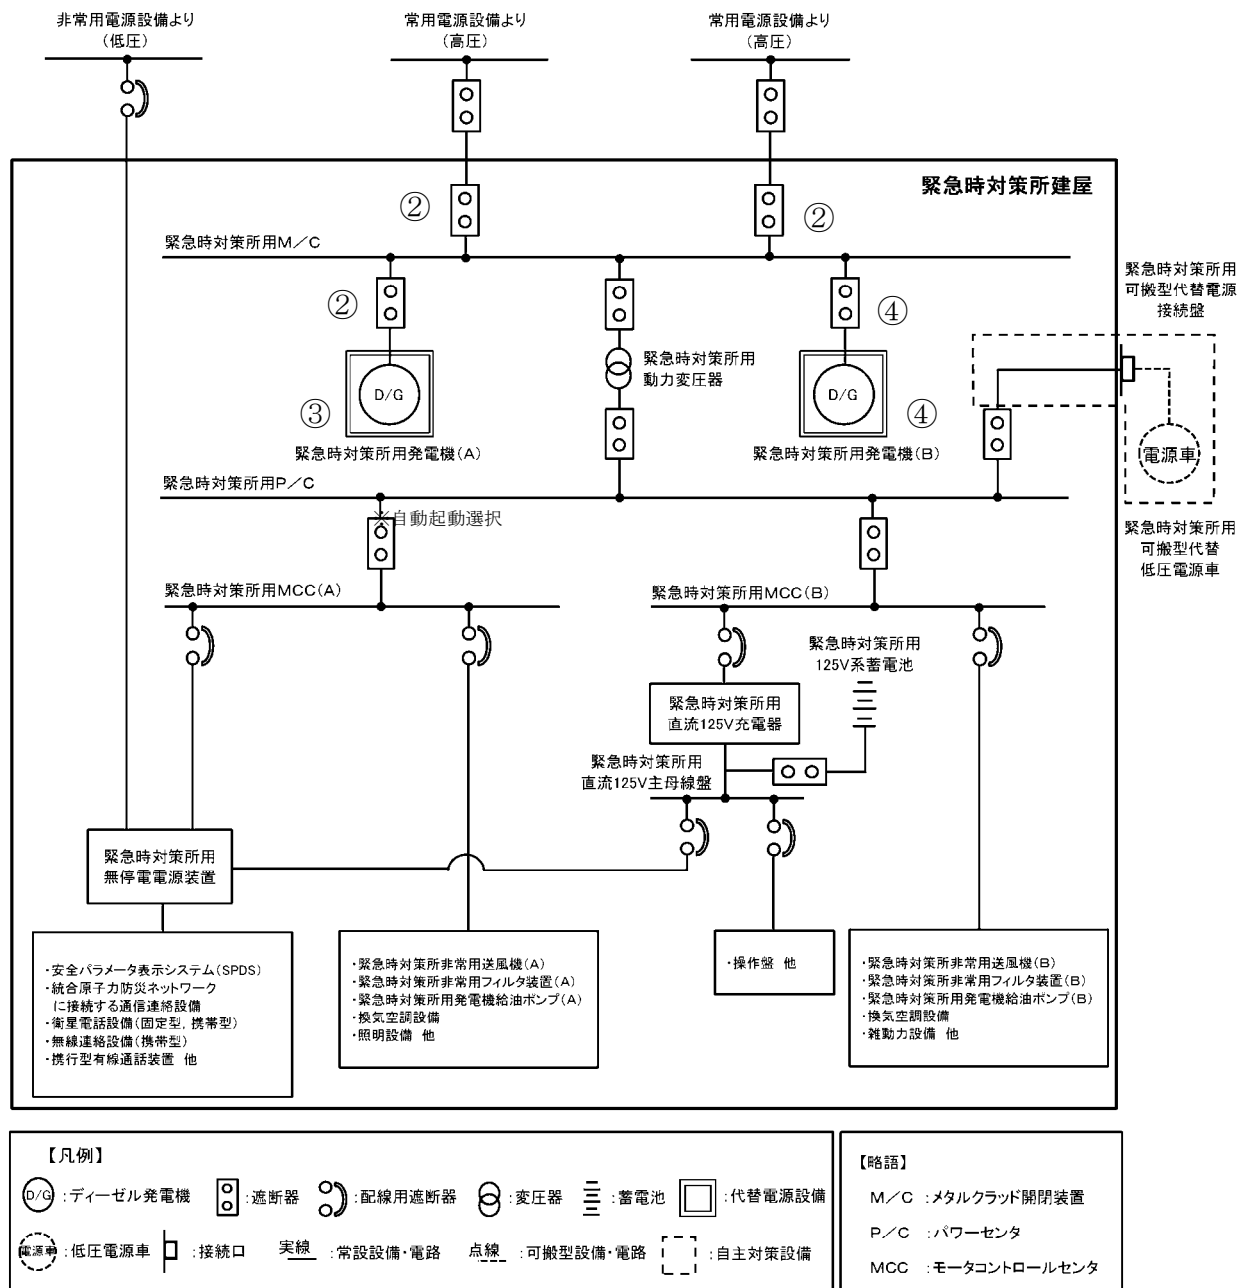 非常用電源設備より
(低圧)
常用電源設備より
(高圧)
常用電源設備より
(高圧)
緊急時対策所建屋
②
②
緊急時対策所用M/C
緊急時対策所用
可搬型代替電源
接続盤
②
④
緊急時対策所用
動力変圧器
D/G
③
D/G
④
緊急時対策所用発電機(A)
緊急時対策所用発電機(B)
電源車
緊急時対策所用P/C
※自動起動選択
緊急時対策所用
可搬型代替
低圧電源車
緊急時対策所用MCC(A)
緊急時対策所用MCC(B)
緊急時対策所用
125V系蓄電池
緊急時対策所用
直流125V充電器
緊急時対策所用
直流125V主母線盤
緊急時対策所用
無停電電源装置
・安全パラメータ表示システム(SPDS)
・統合原子力防災ネットワーク
に接続する通信連絡設備
・衛星電話設備(固定型，携帯型)
・無線連絡設備(携帯型)
・携行型有線通話装置 他
・緊急時対策所非常用送風機(A)
・緊急時対策所非常用フィルタ装置(A)
・緊急時対策所用発電機給油ポンプ(A)
・換気空調設備
・照明設備 他
・操作盤 他
・緊急時対策所非常用送風機(B)
・緊急時対策所非常用フィルタ装置(B)
・緊急時対策所用発電機給油ポンプ(B)
・換気空調設備
・雑動力設備 他
【凡例】
D/G :ディーゼル発電機 :遮断器 :配線用遮断器 :変圧器 :蓄電池 :代替電源設備
電源車 :低圧電源車 :接続口 実線 :常設設備・電路 点線 :可搬型設備・電路 :自主対策設備
【略語】
M/C :メタルクラッド開閉装置
P/C :パワーセンタ
MCC :モータコントロールセンタ